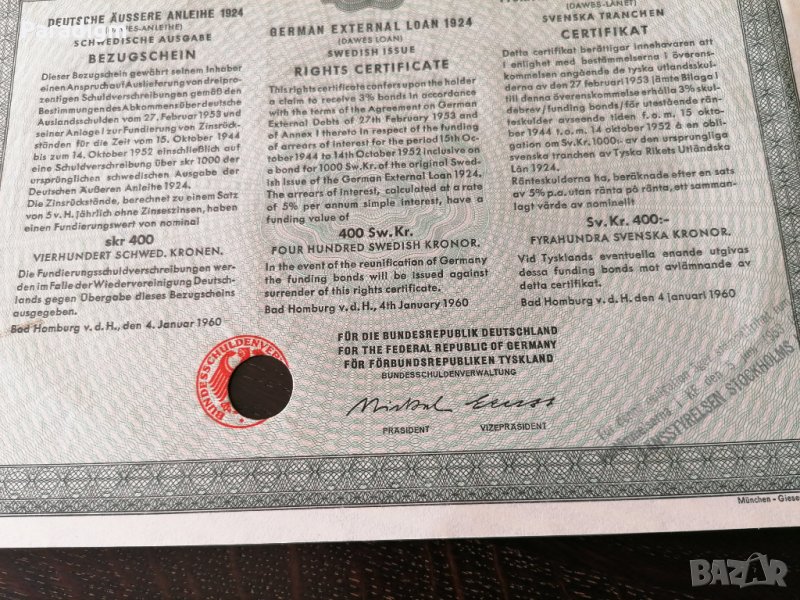 Paradigm
DEUTSCHE ÄUSSERE ANLEIHE 1924
(DAWES-ANLEIHE)
SCHWEDISCHE AUSGABE
BEZUGSCHEIN
Dieser Bezugschein gewährt seinem Inhaber
einen Anspruch auf Auslieferung von dreipro-
zentigen Schuldverschreibungen gemäß den
Bestimmungen des Abkommens über deutsche
Auslandsschulden vom 27. Februar 1953 und
seiner Anlage I zur Fundierung von Zinsrück-
ständen für die Zeit vom 15. Oktober 1944
bis zum 14. Oktober 1952 einschließlich auf
eine Schuldverschreibung über skr 1000 der
ursprünglichen schwedischen Ausgabe der
Deutschen Äußeren Anleihe 1924.
Die Zinsrückstände, berechnet zu einem Satz
von 5 v. H. jährlich ohne Zinseszinsen, haben
einen Fundierungswert von nominal
skr 400
VIERHUNDERT SCHWED. KRONEN.
Die Fundierungsschuldverschreibungen wer-
den im Falle der Wiedervereinigung Deutsch-
lands gegen Übergabe dieses Bezugscheins
ausgegeben.
Bad Homburg v. d. H., den 4. Januar 1960
GERMAN EXTERNAL LOAN 1924
(DAWES LOAN)
SWEDISH ISSUE
RIGHTS CERTIFICATE
This rights certificate confers upon the holder
a claim to receive 3% bonds in accordance
with the terms of the Agreement on German
External Debts of 27th February 1953 and
of Annex I thereto in respect of the funding
of arrears of interest for the period 15th Oc-
tober 1944 to 14th October 1952 inclusive on
a bond for 1000 Sw.Kr. of the original Swed-
ish Issue of the German External Loan 1924.
The arrears of interest, calculated at a rate
of 5% per annum simple interest, have a
funding value of
400 Sw.Kr.
FOUR HUNDRED SWEDISH KRONOR.
In the event of the reunification of Germany
the funding bonds will be issued against
surrender of this rights certificate.
Bad Homburg v. d. H., 4th January 1960
(DAWES-LÅNET)
SVENSKA TRANCHEN
CERTIFIKAT
Detta certifikat berättigar innehavaren att
i enlighet med bestämmelserna i överens-
kommelsen angående de tyska utlandsskul-
derna av den 27 februari 1953 jämte Bilaga I
till denna överenskommelse erhålla 3% skul-
debrev /funding bonds/ för utestående rän-
teskulder avseende tiden f.o.m. 15 okto-
ber 1944 t.o.m. 14 oktober 1952 å en obliga-
tion om Sv.Kr. 1000:- av den ursprungliga
svenska tranchen av Tyska Rikets Utländska
Lån 1924.
Ränteskulderna ha, beräknade efter en sats
av 5% p.a. utan ränta på ränta, ett samman-
lagt värde av nominellt
Sv. Kr. 400:-
FYRAHUNDRA SVENSKA KRONOR.
Vid Tysklands eventuella enande utgivas
dessa funding bonds mot avlämnande av
detta certifikat.
Bad Homburg v. d. H. den 4 januari 1960
FÜR DIE BUNDESREPUBLIK DEUTSCHLAND
FOR THE FEDERAL REPUBLIC OF GERMANY
FÖR FÖRBUNDSREPUBLIKEN TYSKLAND
BUNDESSCHULDENVERWALTUNG
PRÄSIDENT
VIZEPRÄSIDENT
BUNDESSCHULDENVER
STOCKHOLMS
München - Giese
BAZAR